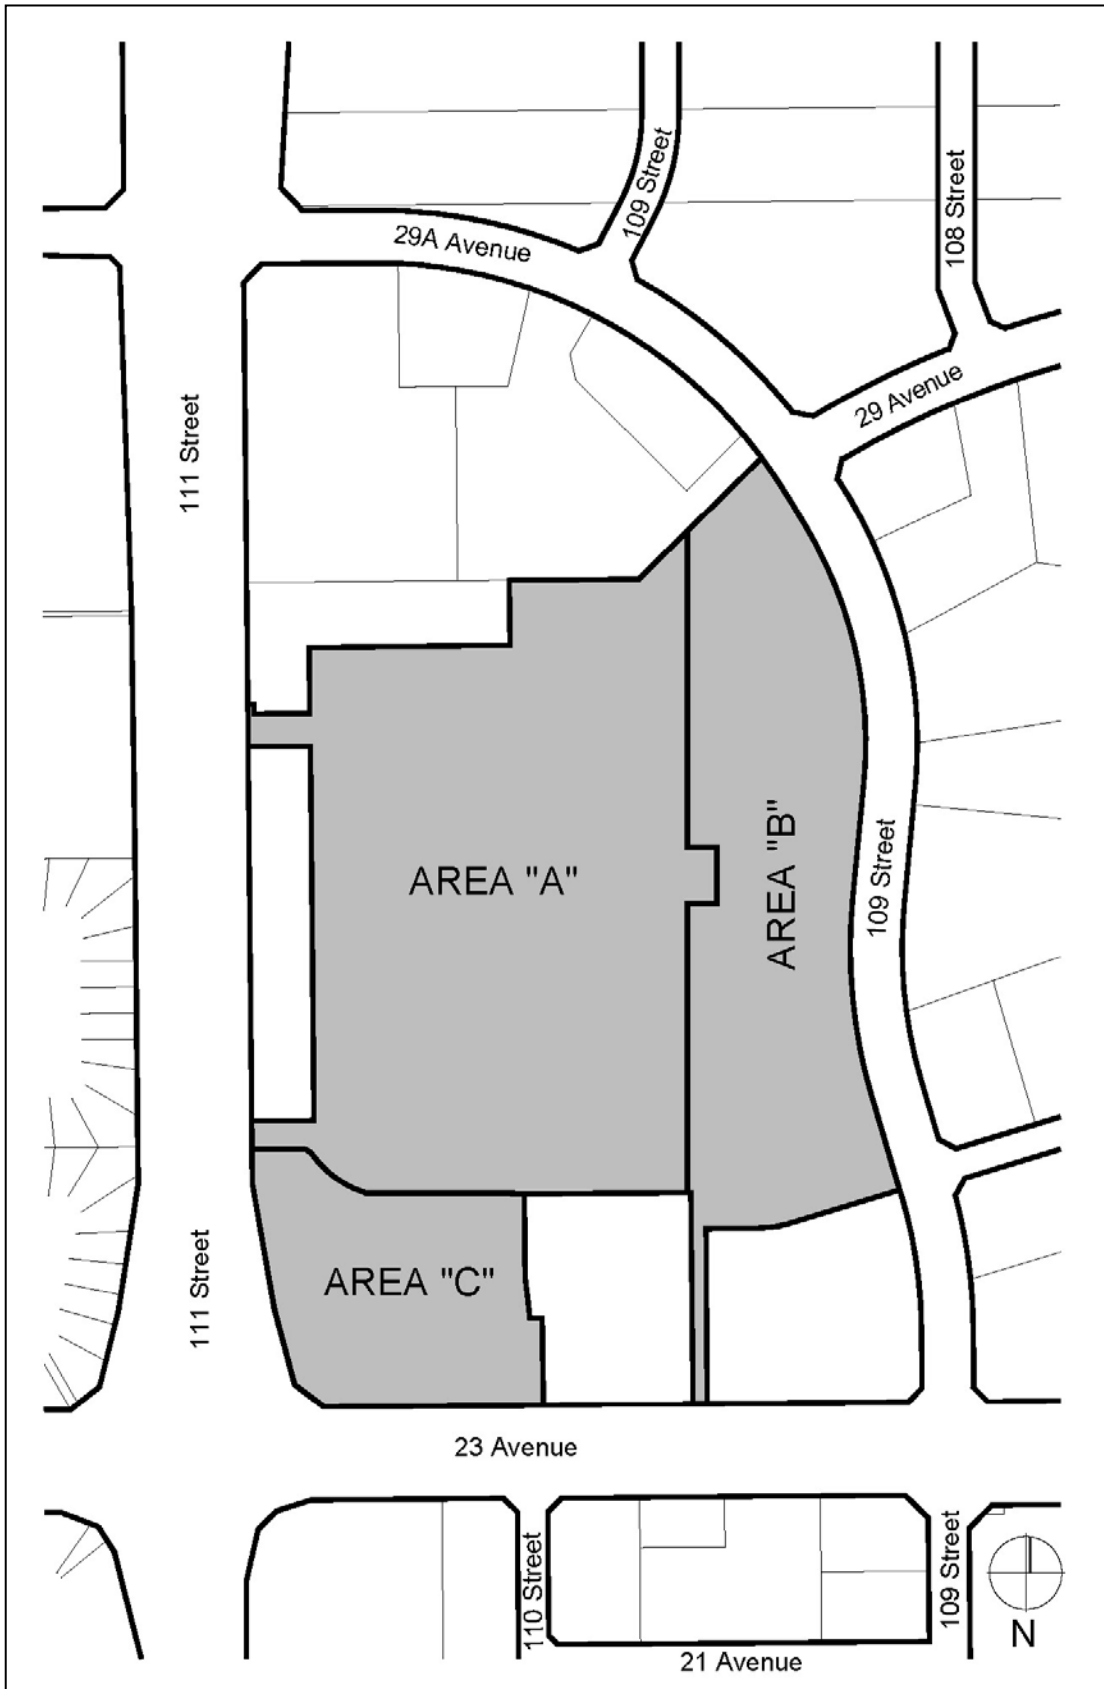 109 Street
108 Street
29A Avenue
29 Avenue
111 Street
AREA "A"
AREA "B"
109 Street
111 Street
AREA "C"
23 Avenue
110 Street
109 Street
N
21 Avenue